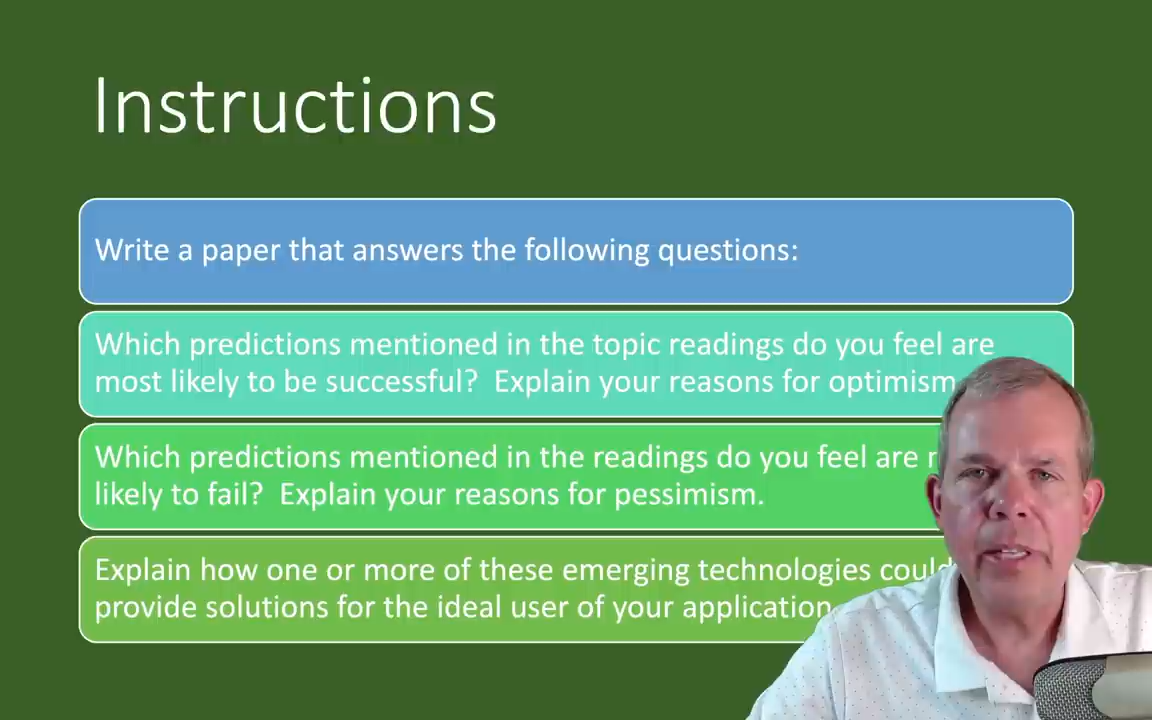 Instructions
Write a paper that answers the following questions:
Which predictions mentioned in the topic readings do you feel are
most likely to be successful?  Explain your reasons for optimism
Which predictions mentioned in the readings do you feel are
likely to fail?  Explain your reasons for pessimism.
Explain how one or more of these emerging technologies could
provide solutions for the ideal user of your application